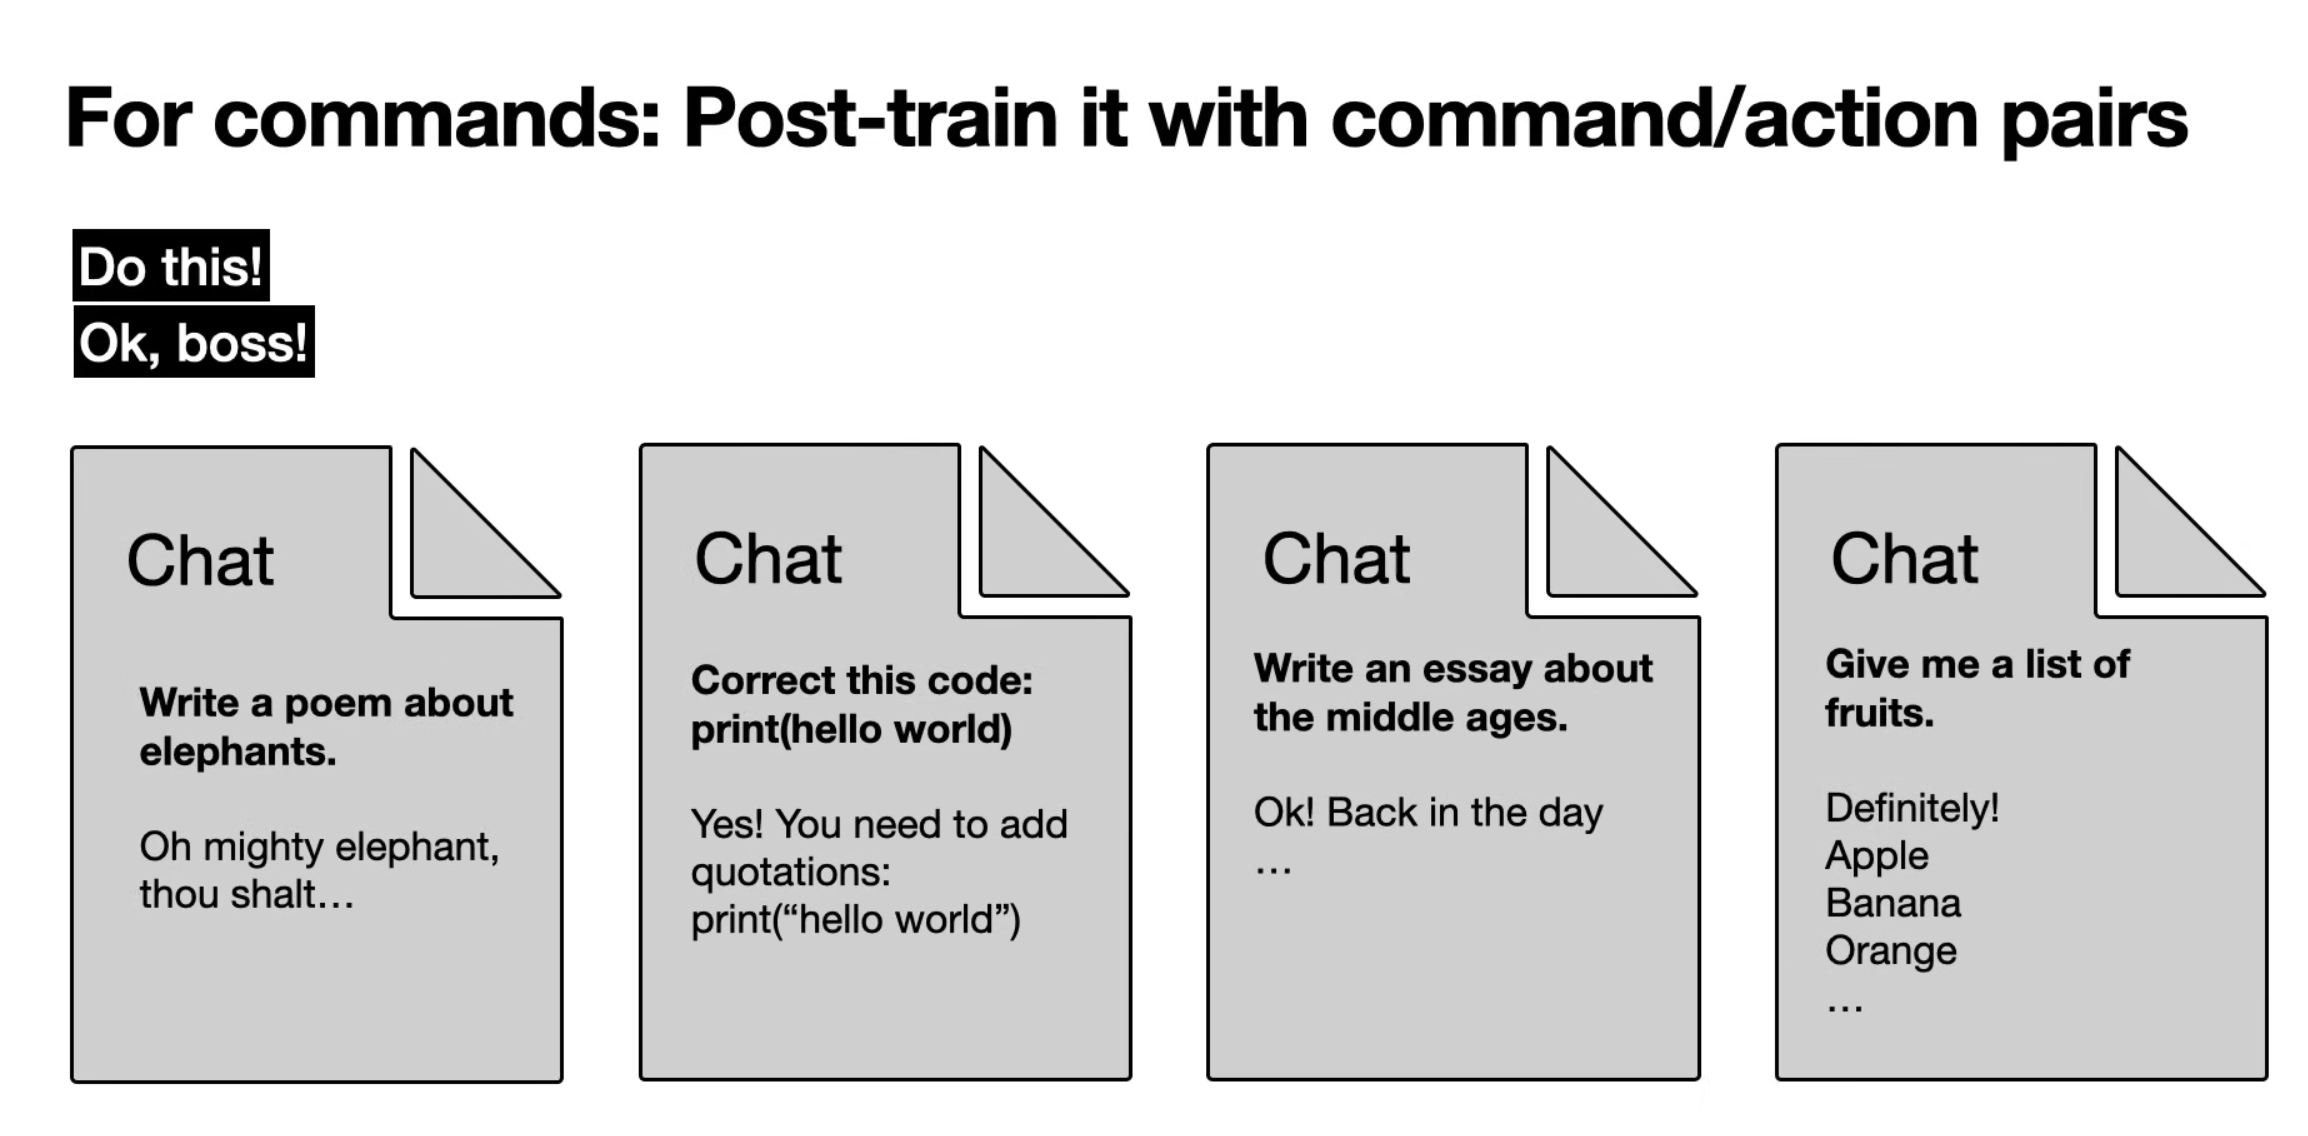 For commands: Post-train it with command/action pairs
Do this!
Ok, boss!
Chat
Write a poem about
elephants.
Oh mighty elephant,
thou shalt…
Chat
Correct this code:
print(hello world)
Yes! You need to add
quotations:
print(“hello world”)
Chat
Write an essay about
the middle ages.
Ok! Back in the day
…
Chat
Give me a list of
fruits.
Definitely!
Apple
Banana
Orange
…